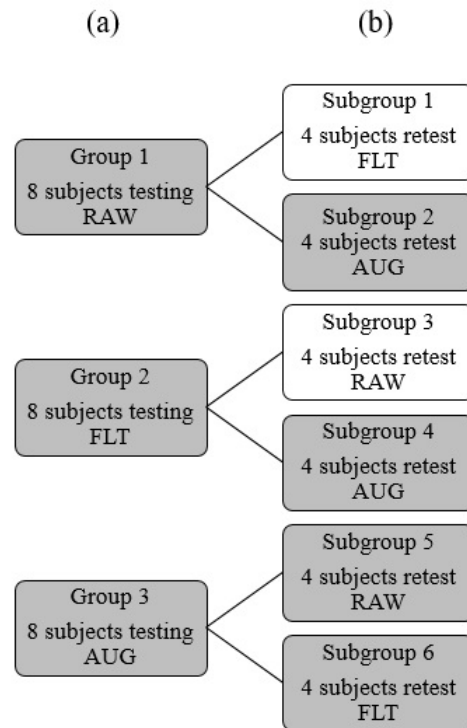 (a)
(b)
Group 1
8 subjects testing
RAW
Subgroup 1
4 subjects retest
FLT
Subgroup 2
4 subjects retest
AUG
Group 2
8 subjects testing
FLT
Subgroup 3
4 subjects retest
RAW
Subgroup 4
4 subjects retest
AUG
Group 3
8 subjects testing
AUG
Subgroup 5
4 subjects retest
RAW
Subgroup 6
4 subjects retest
FLT